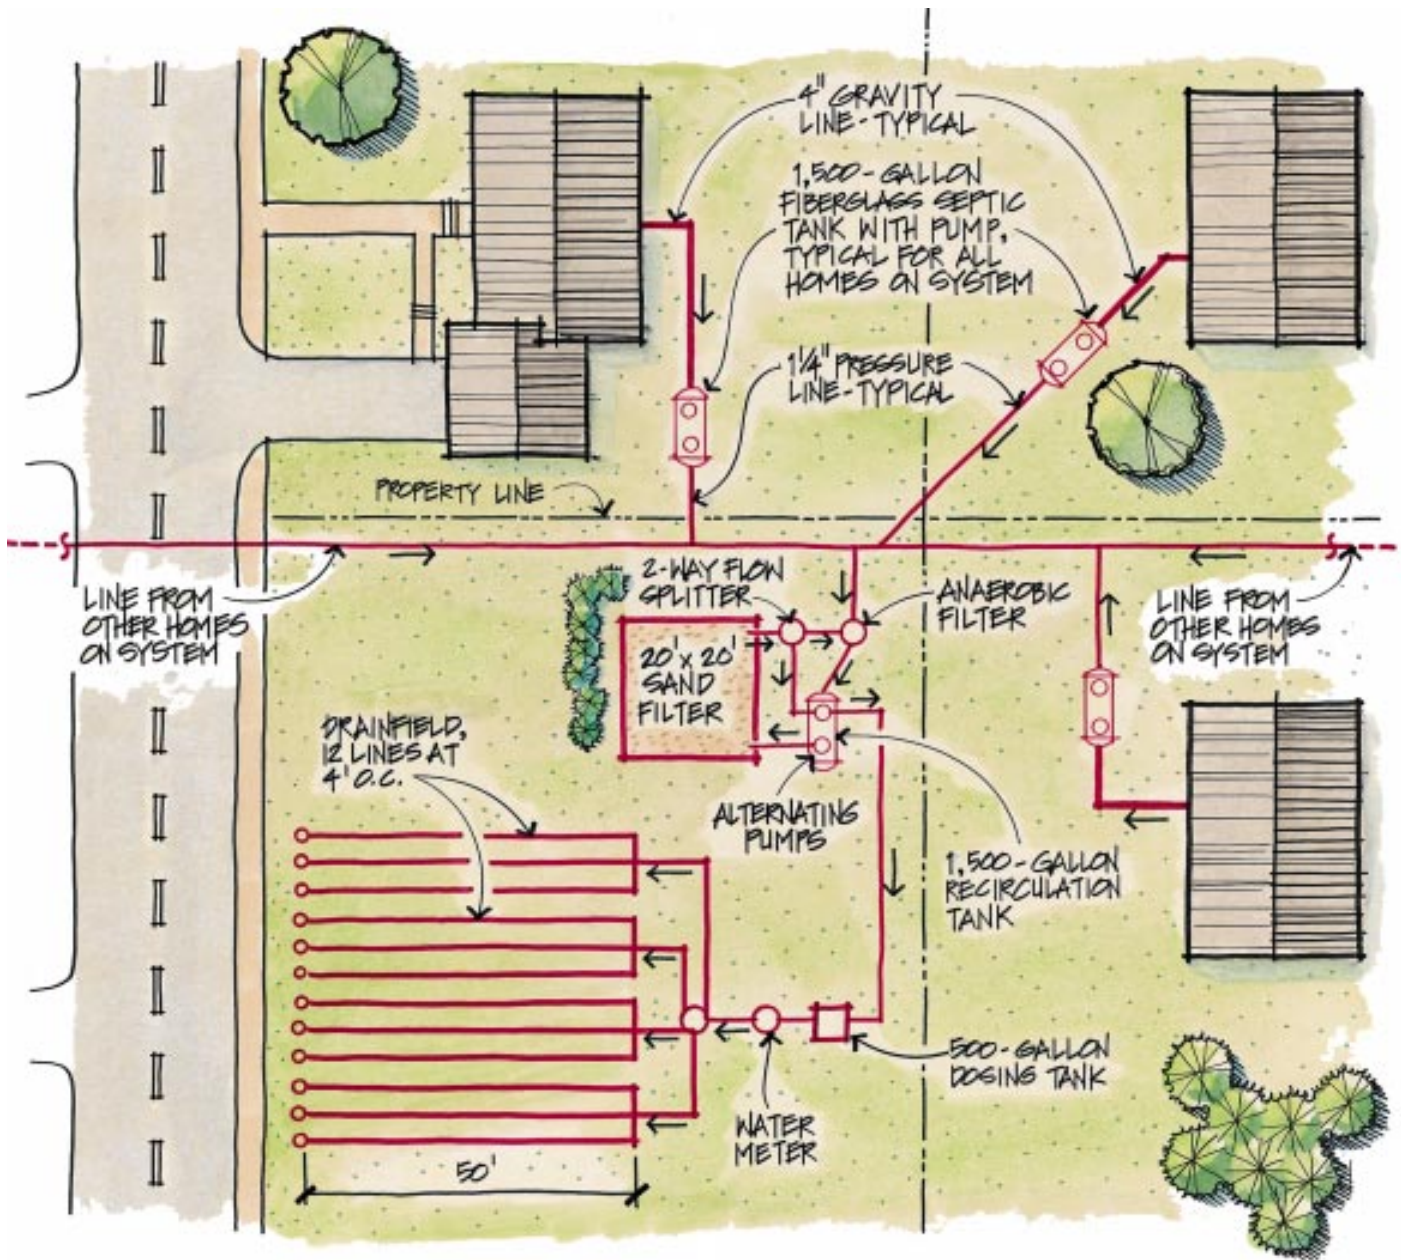 4" GRAVITY
LINE-TYPICAL
1,500-GALLON
FIBERGLASS SEPTIC
TANK WITH PUMP,
TYPICAL FOR ALL
HOMES ON SYSTEM
1¼" PRESSURE
LINE-TYPICAL
PROPERTY LINE
LINE FROM
OTHER HOMES
ON SYSTEM
2-WAY FLOW
SPLITTER
ANAEROBIC
FILTER
LINE FROM
OTHER HOMES
ON SYSTEM
20' x 20'
SAND
FILTER
DRAINFIELD,
12 LINES AT
4' O.C.
ALTERNATING
PUMPS
1,500-GALLON
RECIRCULATION
TANK
500-GALLON
DOSING TANK
WATER
METER
50'